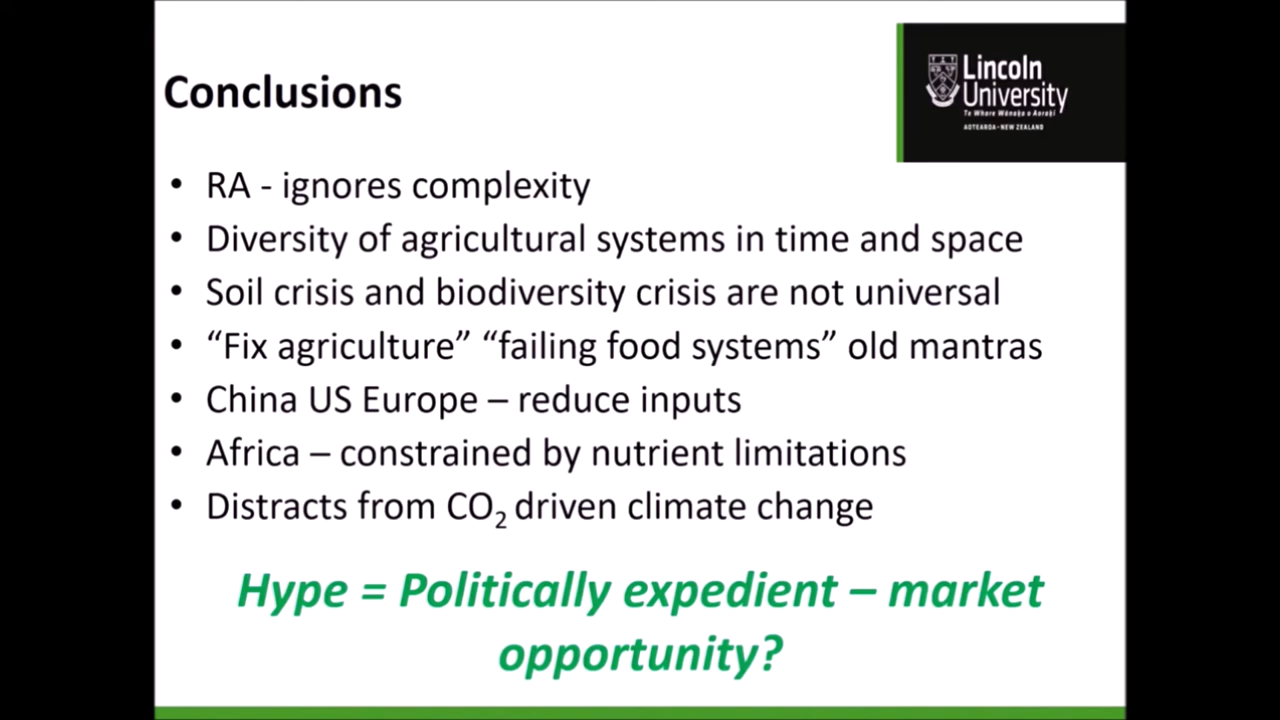 Conclusions
Lincoln
University
Te Whare Wānaka o Aoraki
AOTEAROA • NEW ZEALAND
• RA - ignores complexity
• Diversity of agricultural systems in time and space
• Soil crisis and biodiversity crisis are not universal
• “Fix agriculture” “failing food systems” old mantras
• China US Europe – reduce inputs
• Africa – constrained by nutrient limitations
• Distracts from CO₂ driven climate change
Hype = Politically expedient – market
opportunity?